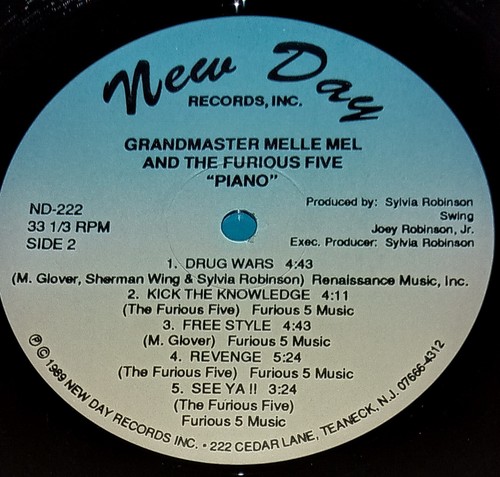 New Day
RECORDS, INC.
GRANDMASTER MELLE MEL
AND THE FURIOUS FIVE
"PIANO"
ND-222
33 1/3 RPM
SIDE 2
Produced by: Sylvia Robinson
Swing
Joey Robinson, Jr.
Exec. Producer: Sylvia Robinson
1. DRUG WARS 4:43
(M. Glover, Sherman Wing & Sylvia Robinson) Renaissance Music, Inc.
2. KICK THE KNOWLEDGE 4:11
(The Furious Five) Furious 5 Music
3. FREE STYLE 4:43
(M. Glover) Furious 5 Music
4. REVENGE 5:24
(The Furious Five) Furious 5 Music
5. SEE YA !! 3:24
(The Furious Five)
Furious 5 Music
℗ © 1989 NEW DAY RECORDS INC. • 222 CEDAR LANE, TEANECK, N.J. 07666-4312